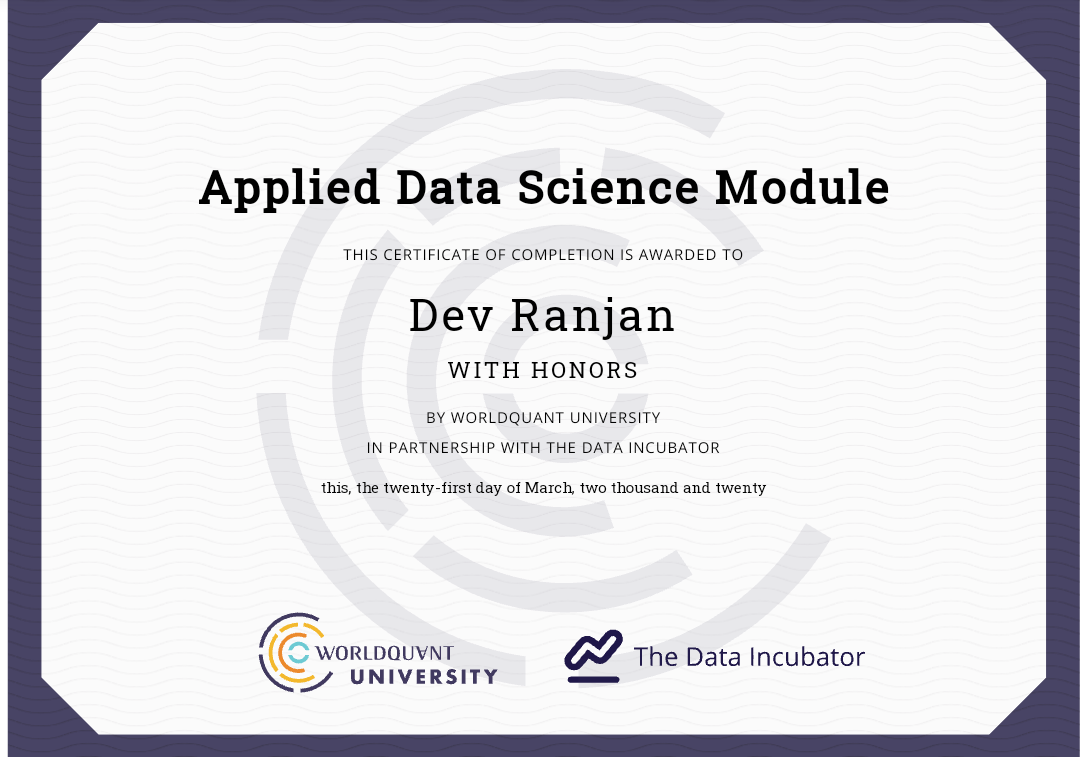 Applied Data Science Module
THIS CERTIFICATE OF COMPLETION IS AWARDED TO
Dev Ranjan
WITH HONORS
BY WORLDQUANT UNIVERSITY
IN PARTNERSHIP WITH THE DATA INCUBATOR
this, the twenty-first day of March, two thousand and twenty
WORLDQUANT
UNIVERSITY
The Data Incubator